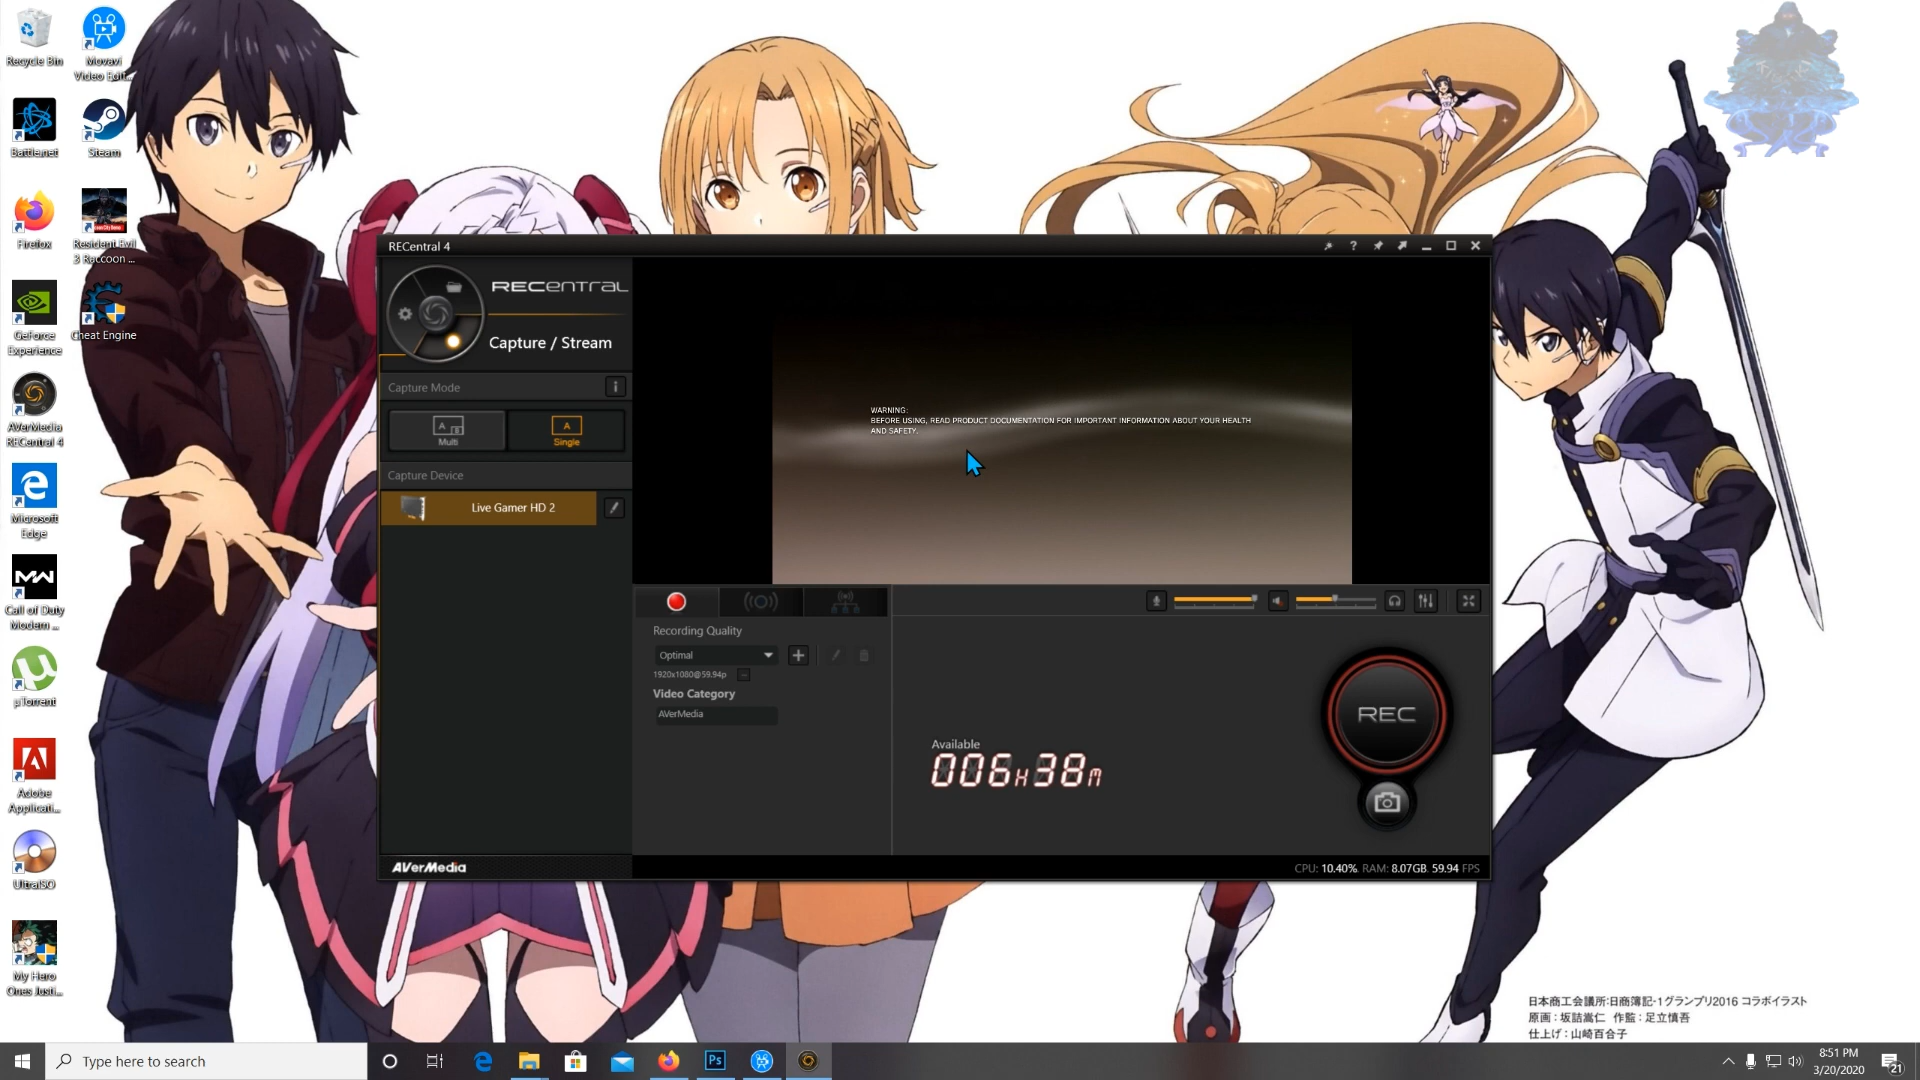 Recycle Bin
Movavi
Video Edit...
Battle.net
Steam
Firefox
Resident Evil
3 Raccoon ...
GeForce
Experience
Cheat Engine
AVerMedia
RECentral 4
Microsoft
Edge
Call of Duty
Modern ...
µTorrent
Adobe
Applicati...
UltraISO
My Hero
Ones Justi...
RECentral 4
RECentral
Capture / Stream
Capture Mode
Multi
A
Single
Capture Device
Live Gamer HD 2
AVerMedia
WARNING:
BEFORE USING, READ PRODUCT DOCUMENTATION FOR IMPORTANT INFORMATION ABOUT YOUR HEALTH
AND SAFETY.
Recording Quality
Optimal
1920x1080@59.94p
Video Category
AVerMedia
Available
006H38M
REC
CPU: 10.40%. RAM: 8.07GB. 59.94 FPS
日本商工会議所:日商簿記-1グランプリ2016 コラボイラスト
原画:坂詰嵩仁 作監:足立慎吾
仕上げ:山崎百合子
Type here to search
Ps
8:51 PM
3/20/2020
21